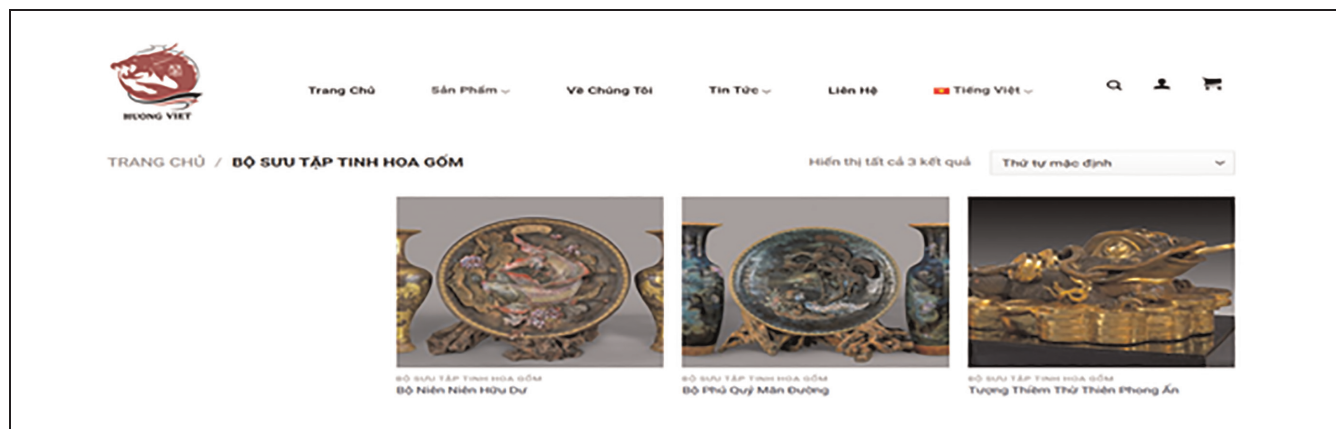 HUONG VIET
Trang Chủ Sản Phẩm Về Chúng Tôi Tin Tức Liên Hệ Tiếng Việt
TRANG CHỦ / BỘ SƯU TẬP TINH HOA GỐM
Hiển thị tất cả 3 kết quả Thứ tự mặc định
BỘ SƯU TẬP TINH HOA GỐM
Bộ Niên Niên Hữu Dư
BỘ SƯU TẬP TINH HOA GỐM
Bộ Phú Quý Mãn Đường
BỘ SƯU TẬP TINH HOA GỐM
Tượng Thiềm Thừ Thiên Phong Ấn